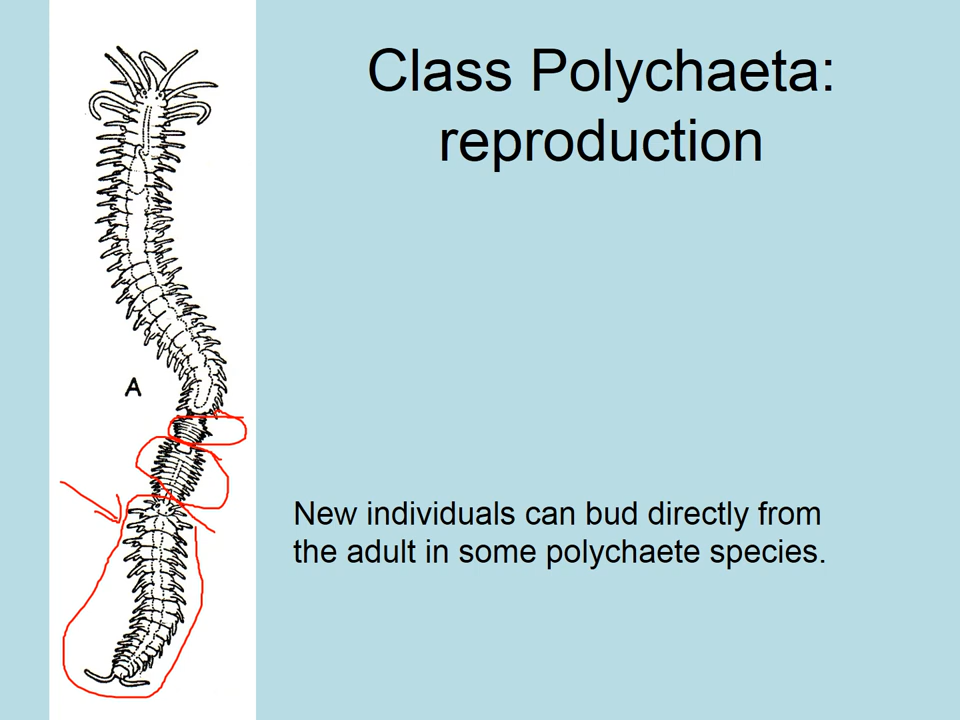 Class Polychaeta:
reproduction
A
New individuals can bud directly from
the adult in some polychaete species.